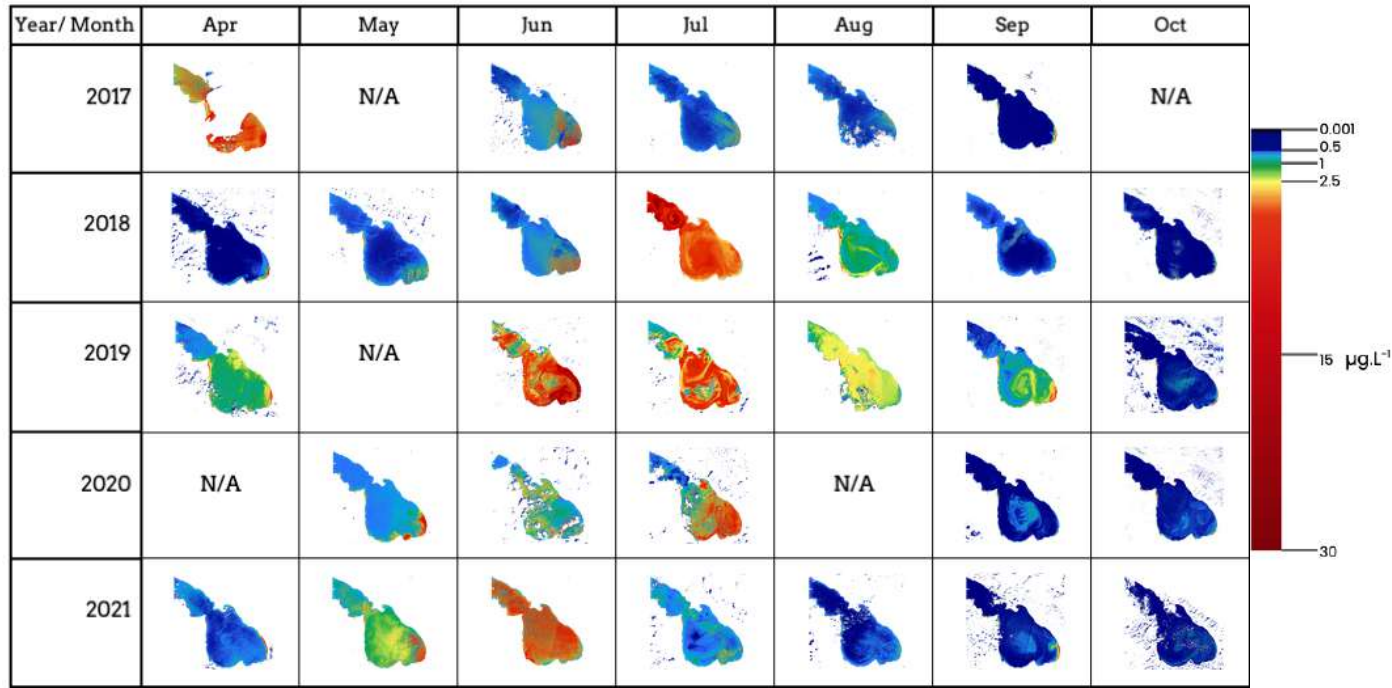 Year/ Month Apr May Jun Jul Aug Sep Oct
2017 N/A N/A
0.001
0.5
1
2.5
2018
2019 N/A
15 µg.L⁻¹
2020 N/A N/A
30
2021